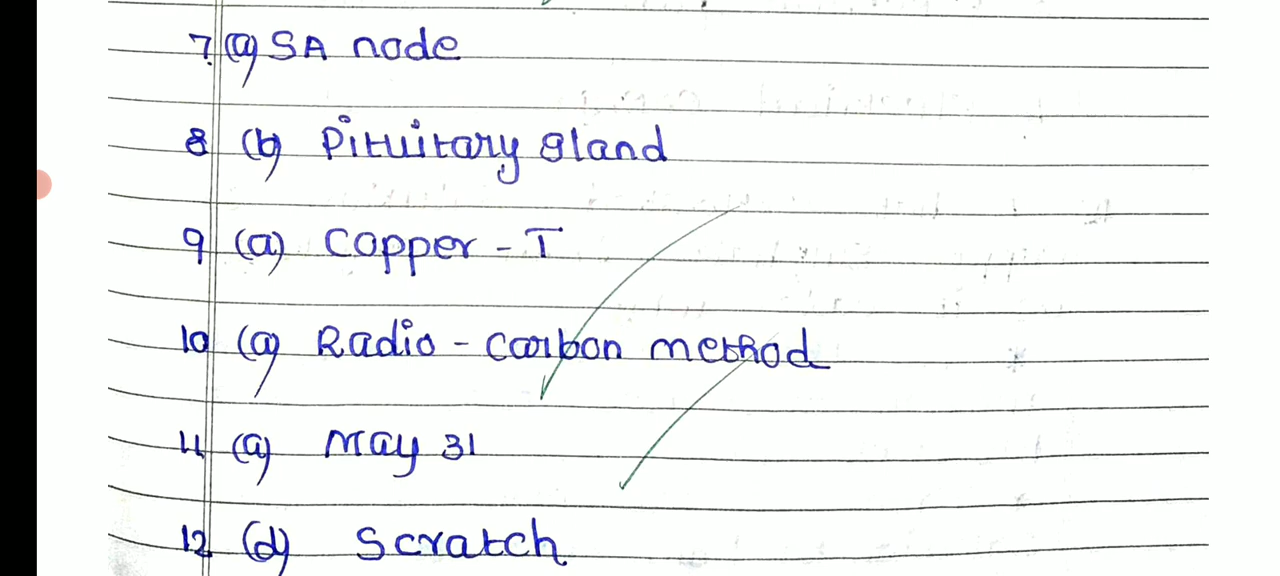 7. (a) SA node
8 (b) Pituitary gland
9 (a) Copper - T
10 (a) Radio - carbon method
11 (a) May 31
12 (d) Scratch